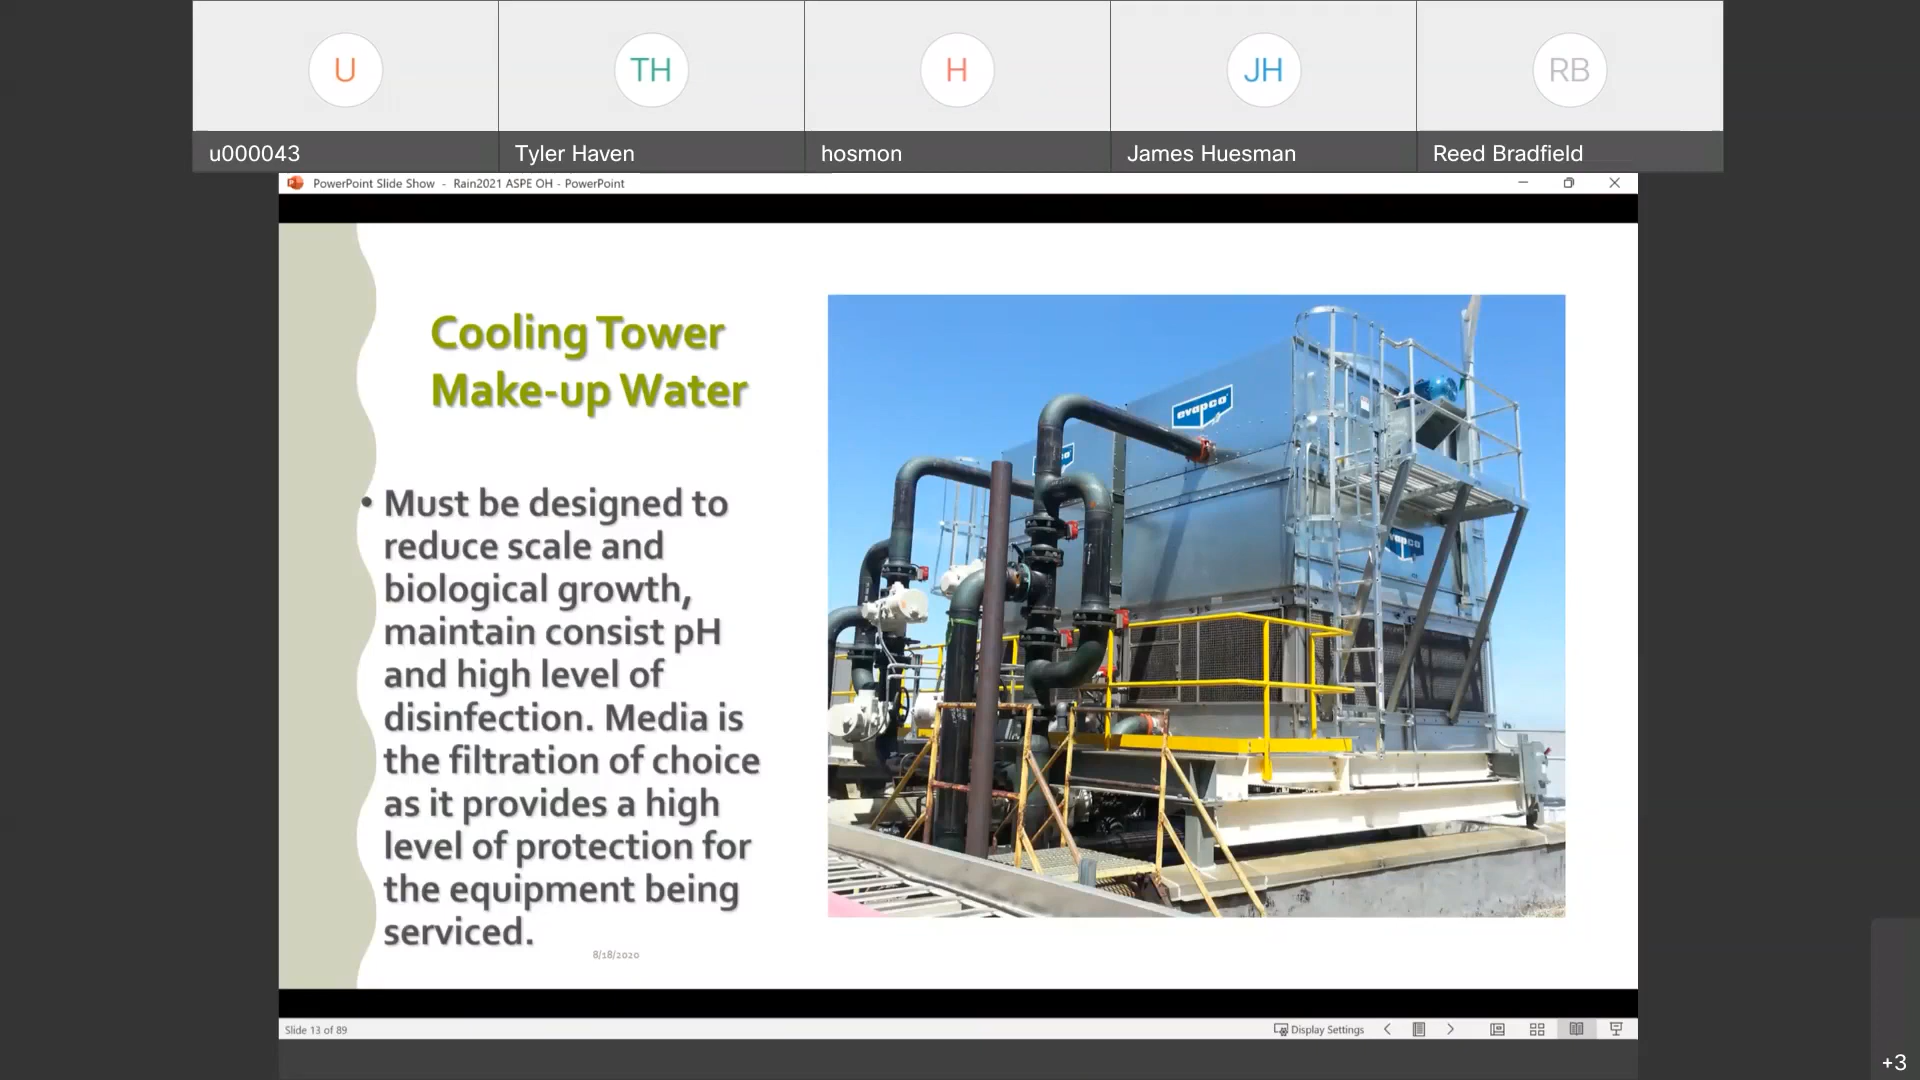 U
TH
H
JH
RB
u000043
Tyler Haven
hosmon
James Huesman
Reed Bradfield
PowerPoint Slide Show - Rain2021 ASPE OH - PowerPoint
Cooling Tower
Make-up Water
• Must be designed to
reduce scale and
biological growth,
maintain consist pH
and high level of
disinfection. Media is
the filtration of choice
as it provides a high
level of protection for
the equipment being
serviced.
8/18/2020
evapco
Slide 13 of 89
Display Settings
+3